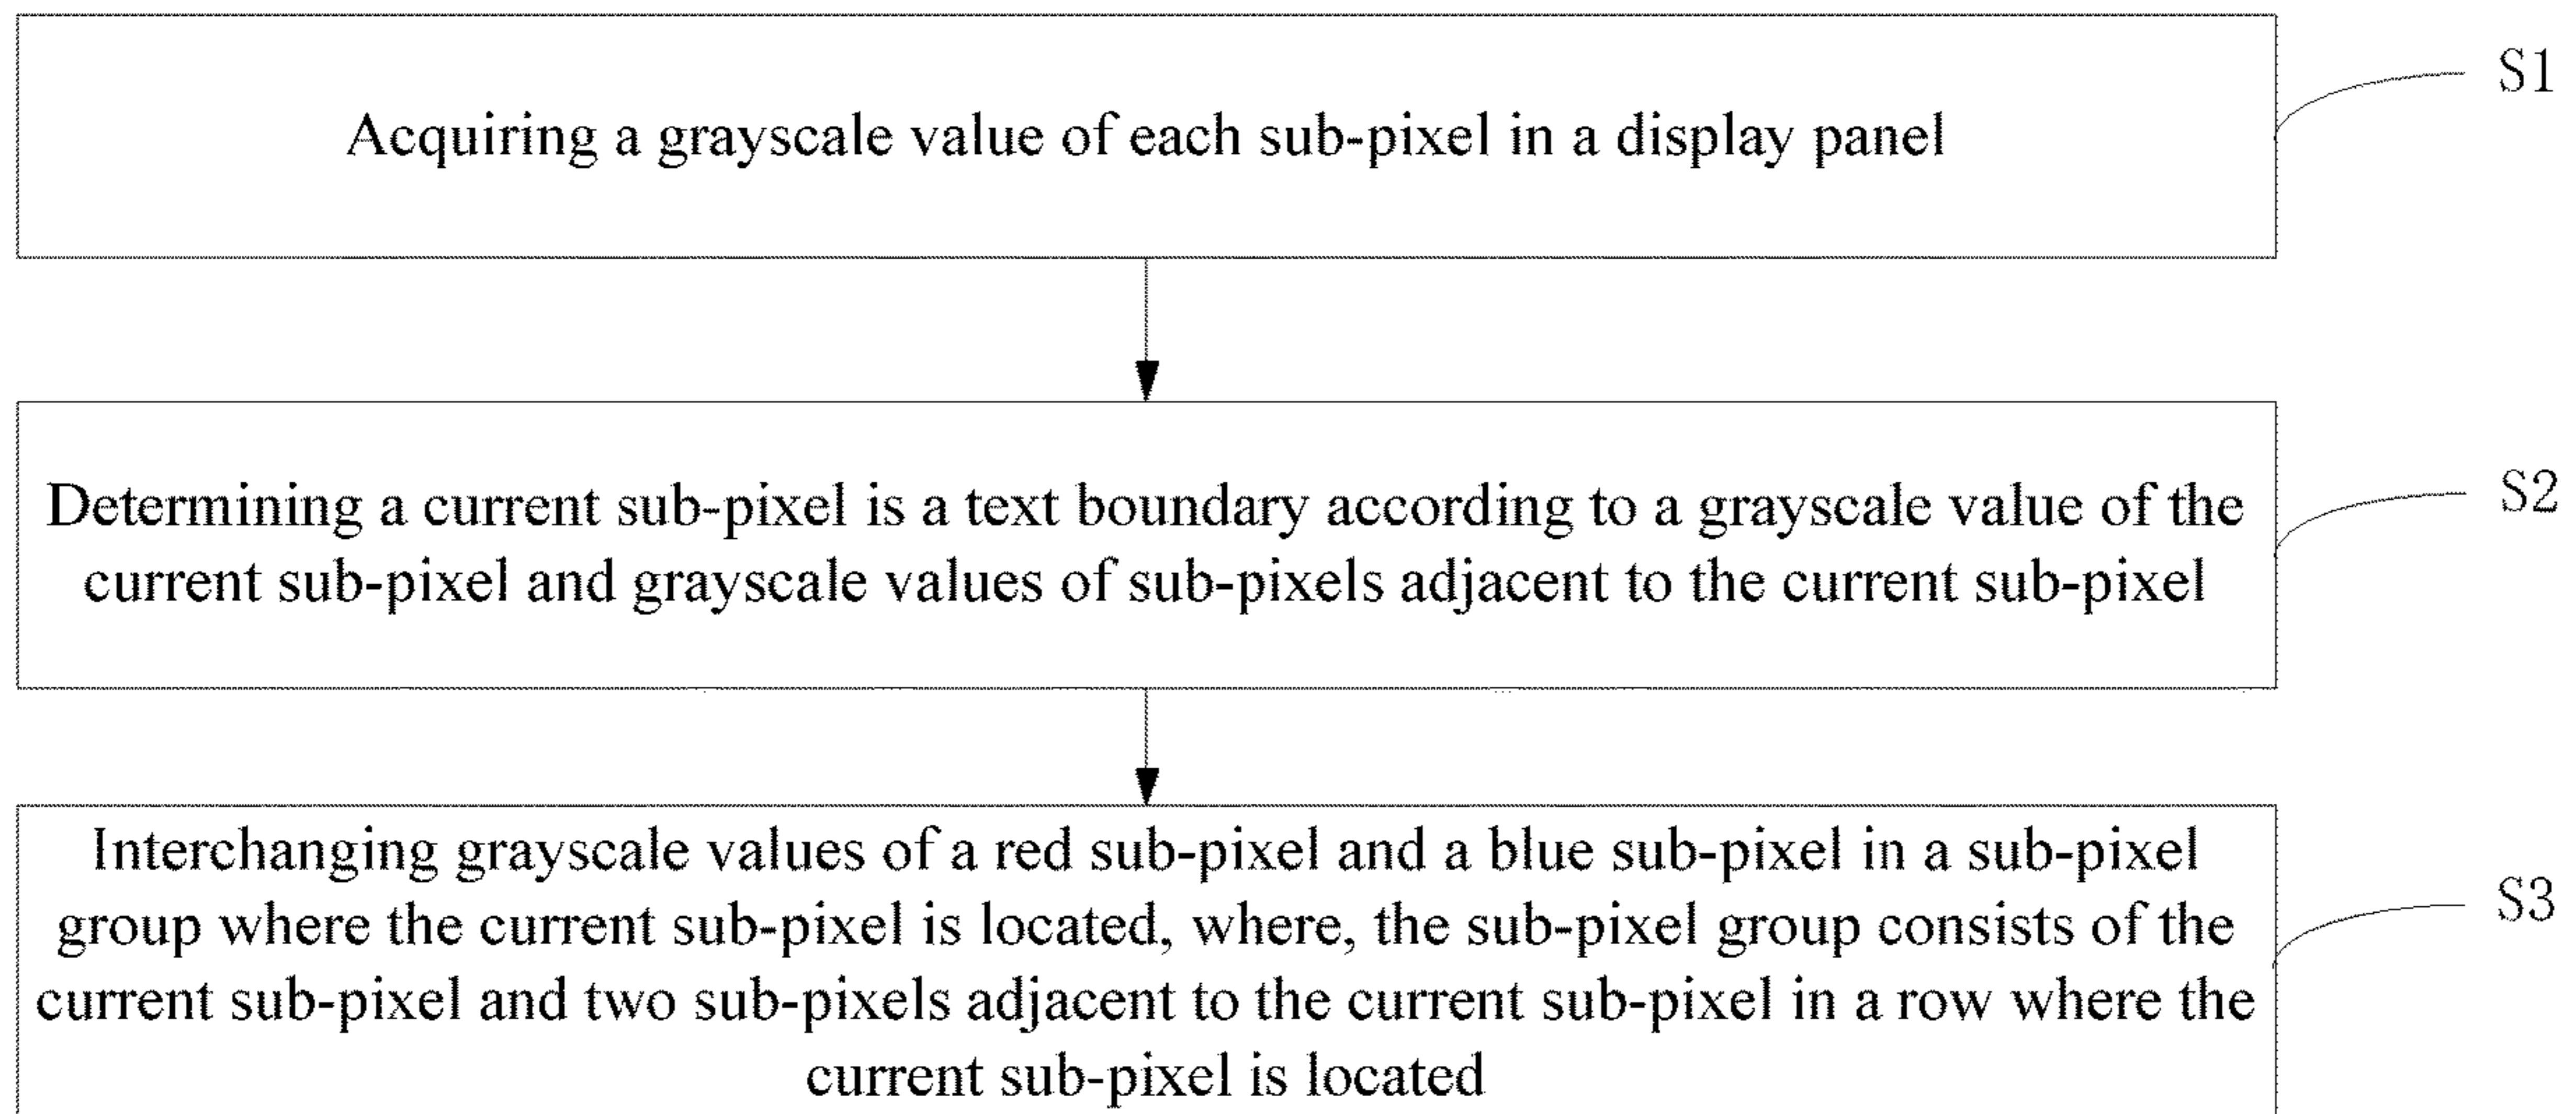 Acquiring a grayscale value of each sub-pixel in a display panel
S1
Determining a current sub-pixel is a text boundary according to a grayscale value of the
current sub-pixel and grayscale values of sub-pixels adjacent to the current sub-pixel
S2
Interchanging grayscale values of a red sub-pixel and a blue sub-pixel in a sub-pixel
group where the current sub-pixel is located, where, the sub-pixel group consists of the
current sub-pixel and two sub-pixels adjacent to the current sub-pixel in a row where the
current sub-pixel is located
S3